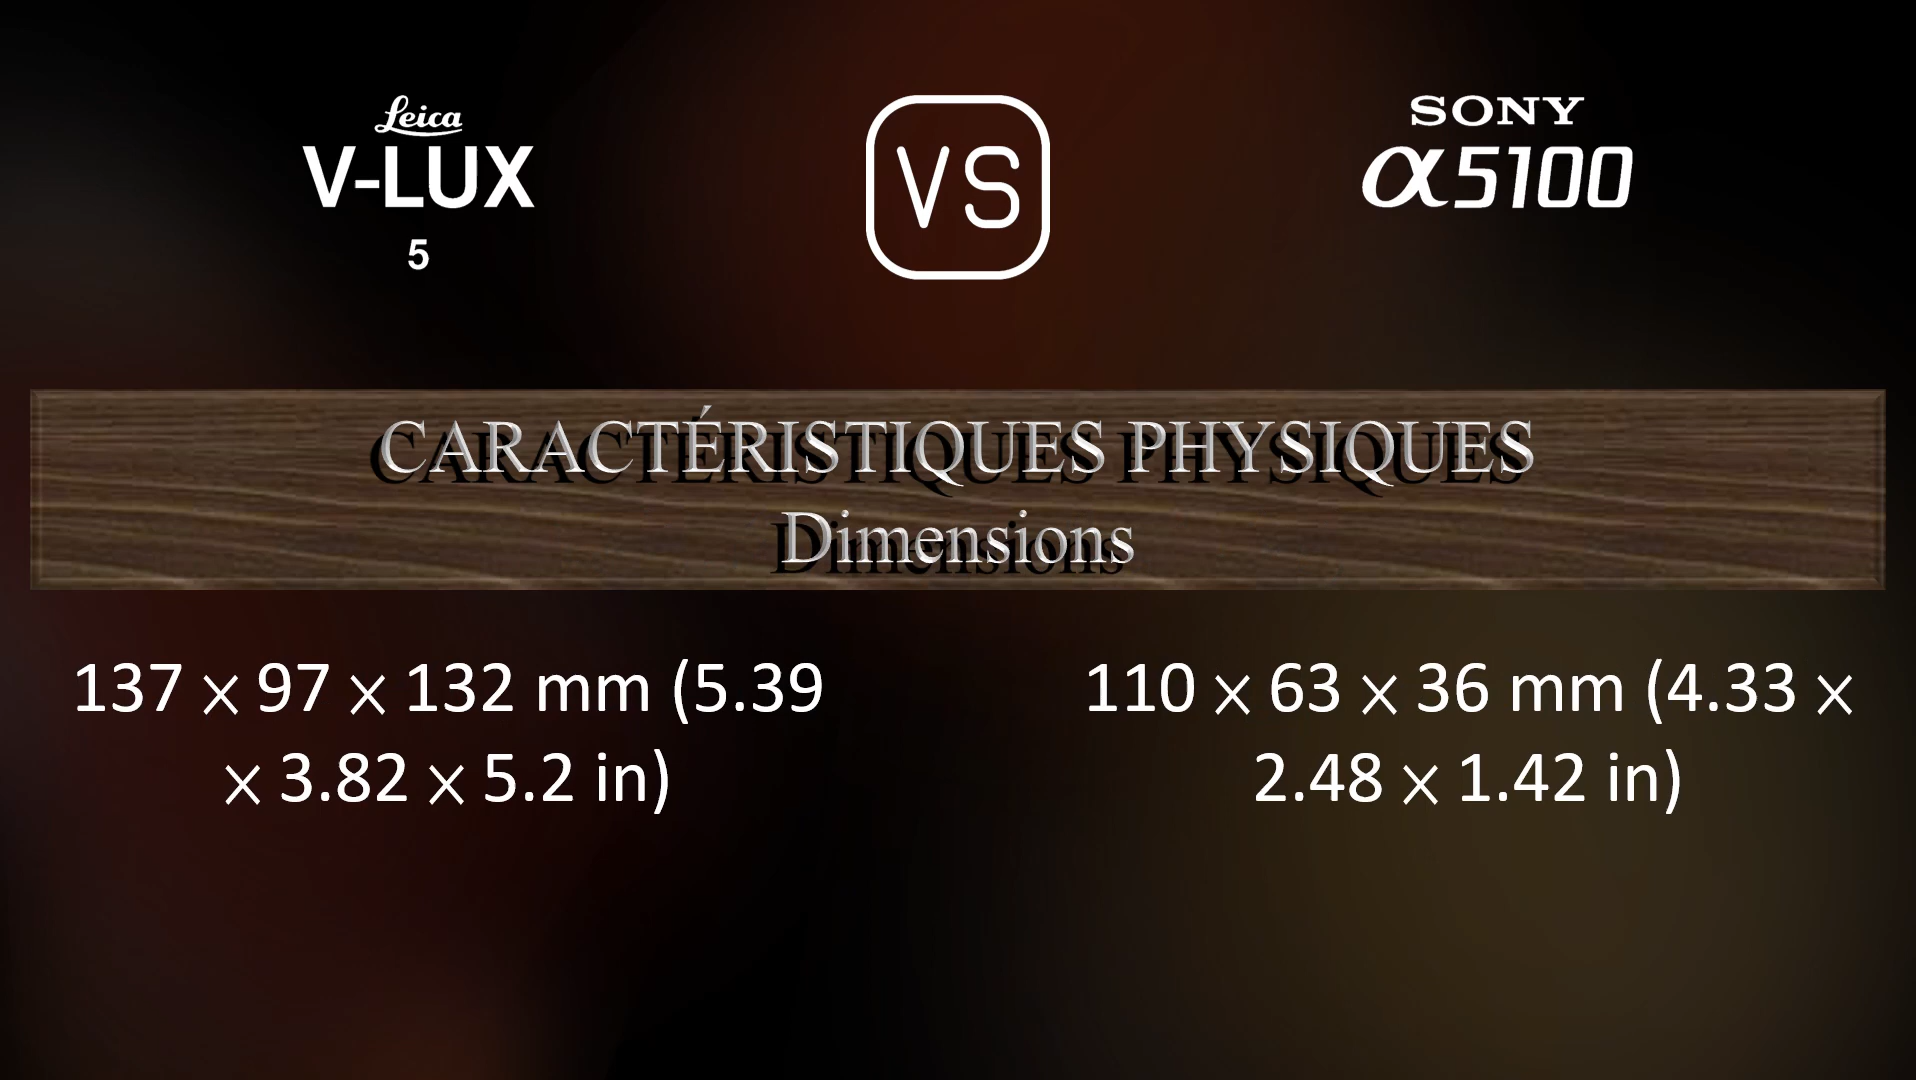 Leica
V-LUX
5
VS
SONY
α5100
CARACTÉRISTIQUES PHYSIQUES
Dimensions
137 x 97 x 132 mm (5.39
x 3.82 x 5.2 in)
110 x 63 x 36 mm (4.33 x
2.48 x 1.42 in)